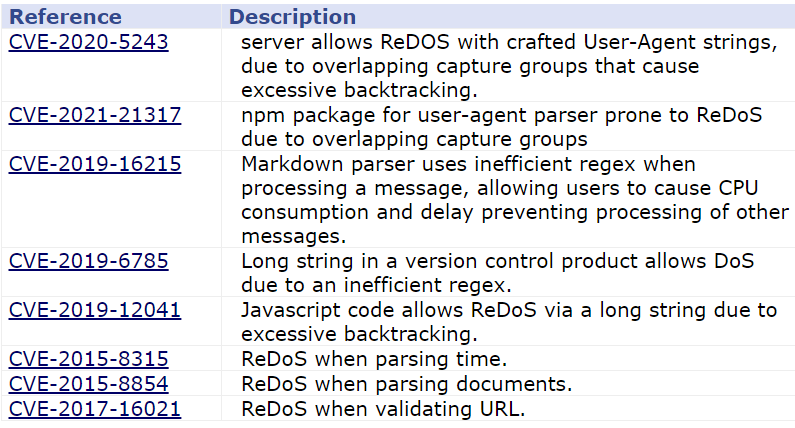 Reference Description
CVE-2020-5243 server allows ReDOS with crafted User-Agent strings,
due to overlapping capture groups that cause
excessive backtracking.
CVE-2021-21317 npm package for user-agent parser prone to ReDoS
due to overlapping capture groups
CVE-2019-16215 Markdown parser uses inefficient regex when
processing a message, allowing users to cause CPU
consumption and delay preventing processing of other
messages.
CVE-2019-6785 Long string in a version control product allows DoS
due to an inefficient regex.
CVE-2019-12041 Javascript code allows ReDoS via a long string due to
excessive backtracking.
CVE-2015-8315 ReDoS when parsing time.
CVE-2015-8854 ReDoS when parsing documents.
CVE-2017-16021 ReDoS when validating URL.